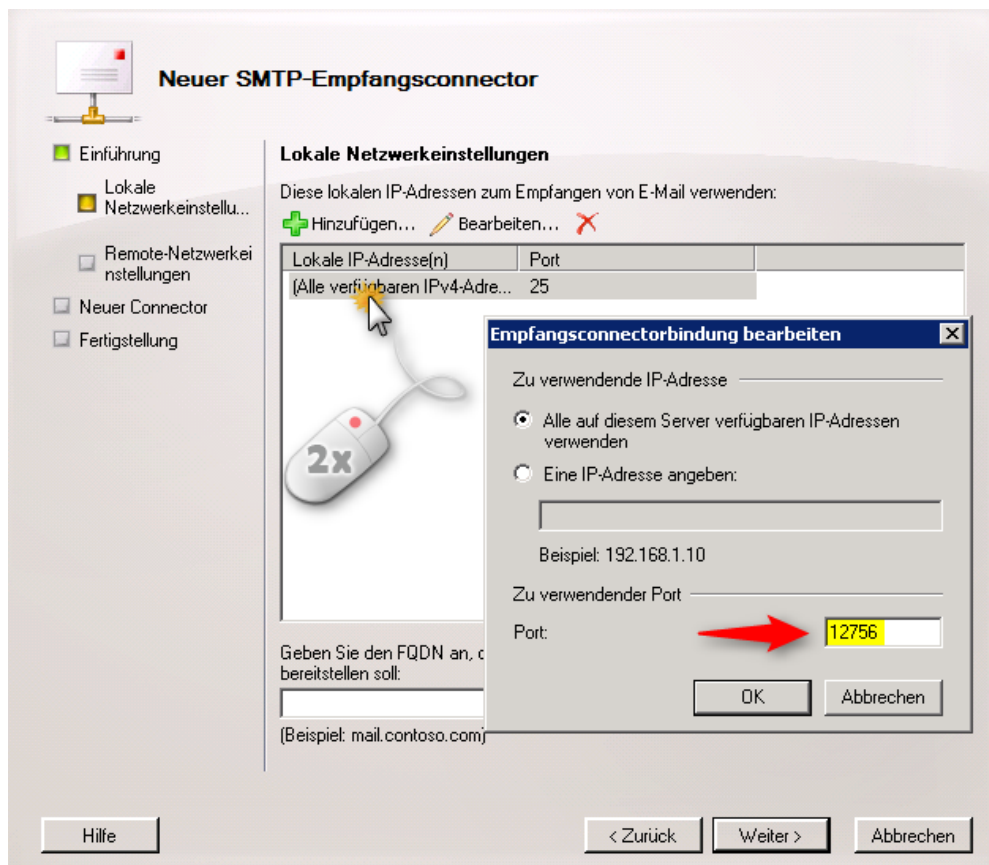 Neuer SMTP-Empfangsconnector
Einführung
Lokale
Netzwerkeinstellu...
Remote-Netzwerkei
nstellungen
Neuer Connector
Fertigstellung
Lokale Netzwerkeinstellungen
Diese lokalen IP-Adressen zum Empfangen von E-Mail verwenden:
Hinzufügen... Bearbeiten...
Lokale IP-Adresse(n) Port
(Alle verfügbaren IPv4-Adre... 25
2x
Geben Sie den FQDN an,
bereitstellen soll:
(Beispiel: mail.contoso.com)
Empfangsconnectorbindung bearbeiten
Zu verwendende IP-Adresse
Alle auf diesem Server verfügbaren IP-Adressen
verwenden
Eine IP-Adresse angeben:
Beispiel: 192.168.1.10
Zu verwendender Port
Port: 12756
OK Abbrechen
Hilfe < Zurück Weiter > Abbrechen